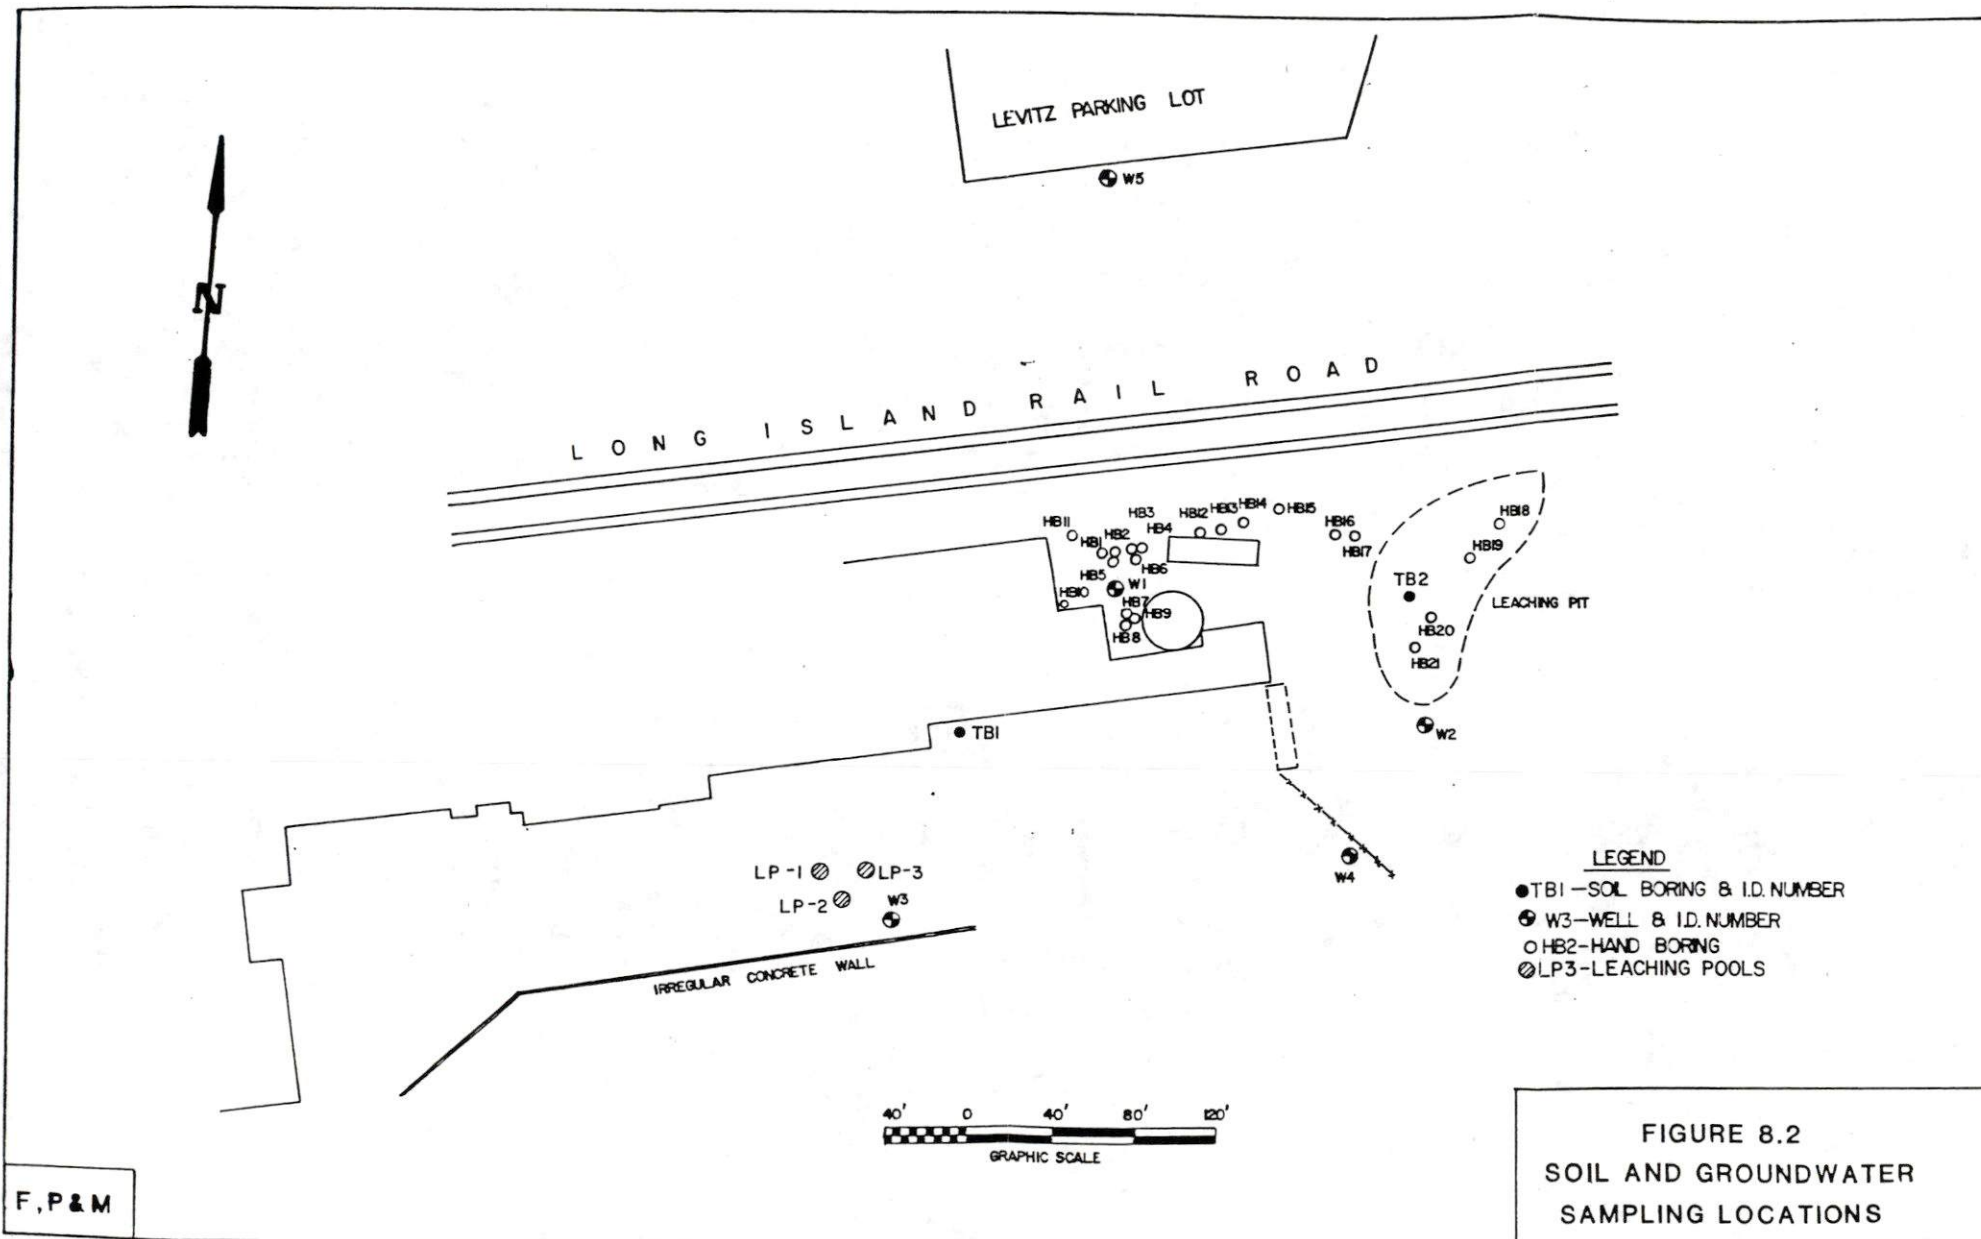 LEVITZ PARKING LOT
W5
N
LONG ISLAND RAIL ROAD
HB11
HB1
HB2
HB3
HB4
HB5
HB6
HB10
W1
HB7
HB9
HB8
HB12
HB13
HB14
HB15
HB16
HB17
HB18
HB19
TB2
LEACHING PIT
HB20
HB21
W2
TB1
W4
LP-1
LP-3
LP-2
W3
IRREGULAR CONCRETE WALL
LEGEND
TB1-SOIL BORING & I.D. NUMBER
W3-WELL & I.D. NUMBER
HB2-HAND BORING
LP3-LEACHING POOLS
40' 0 40' 80' 120'
GRAPHIC SCALE
F,P&M
FIGURE 8.2
SOIL AND GROUNDWATER
SAMPLING LOCATIONS